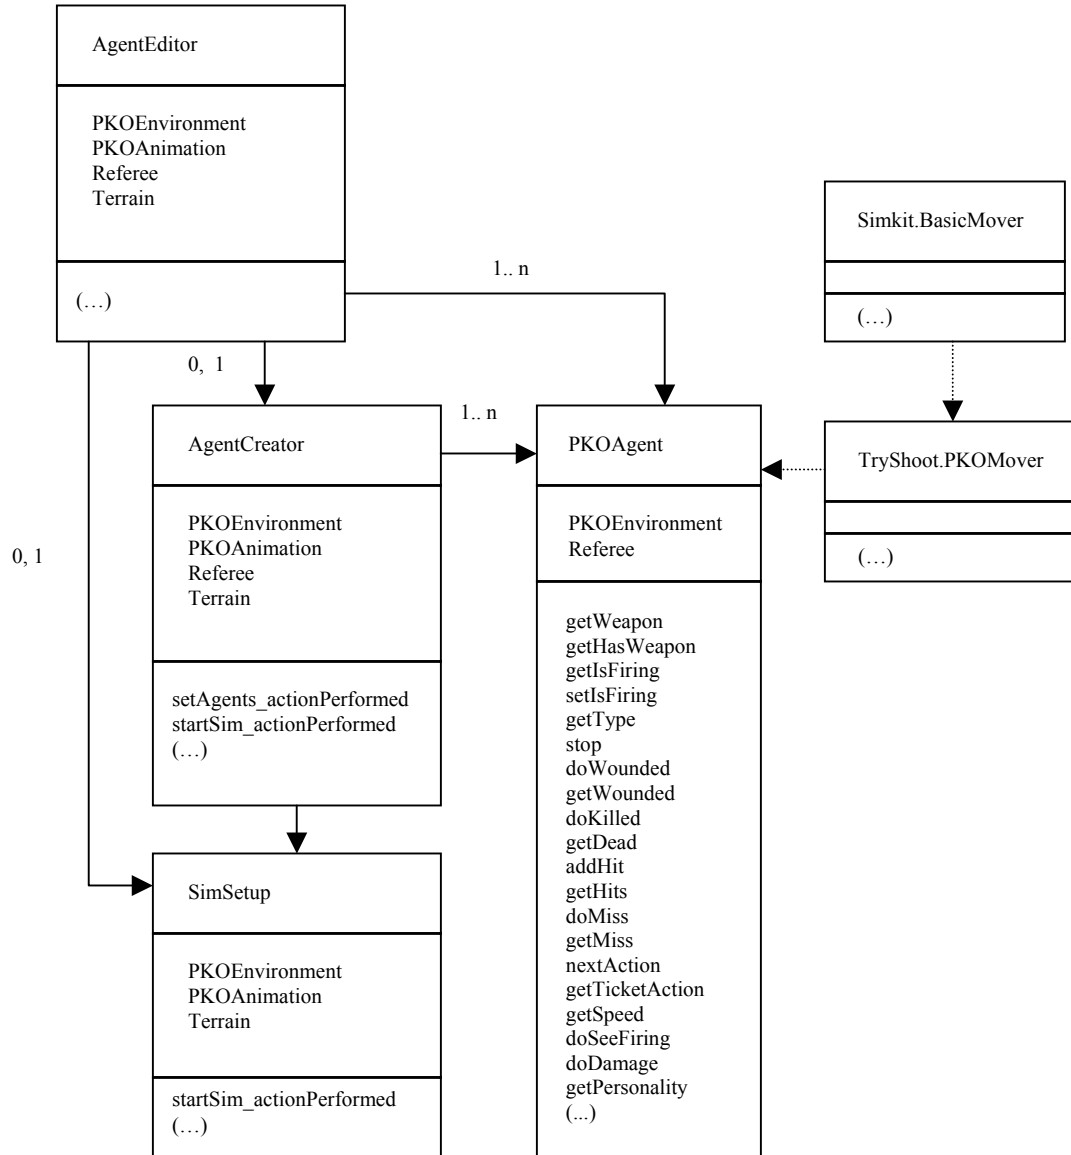 AgentEditor
PKOEnvironment
PKOAnimation
Referee
Terrain
(…)
1.. n
Simkit.BasicMover
(…)
0, 1
0, 1
AgentCreator
PKOEnvironment
PKOAnimation
Referee
Terrain
setAgents_actionPerformed
startSim_actionPerformed
(…)
1.. n
PKOAgent
PKOEnvironment
Referee
getWeapon
getHasWeapon
getIsFiring
setIsFiring
getType
stop
doWounded
getWounded
doKilled
getDead
addHit
getHits
doMiss
getMiss
nextAction
getTicketAction
getSpeed
doSeeFiring
doDamage
getPersonality
(...)
TryShoot.PKOMover
(…)
SimSetup
PKOEnvironment
PKOAnimation
Terrain
startSim_actionPerformed
(…)